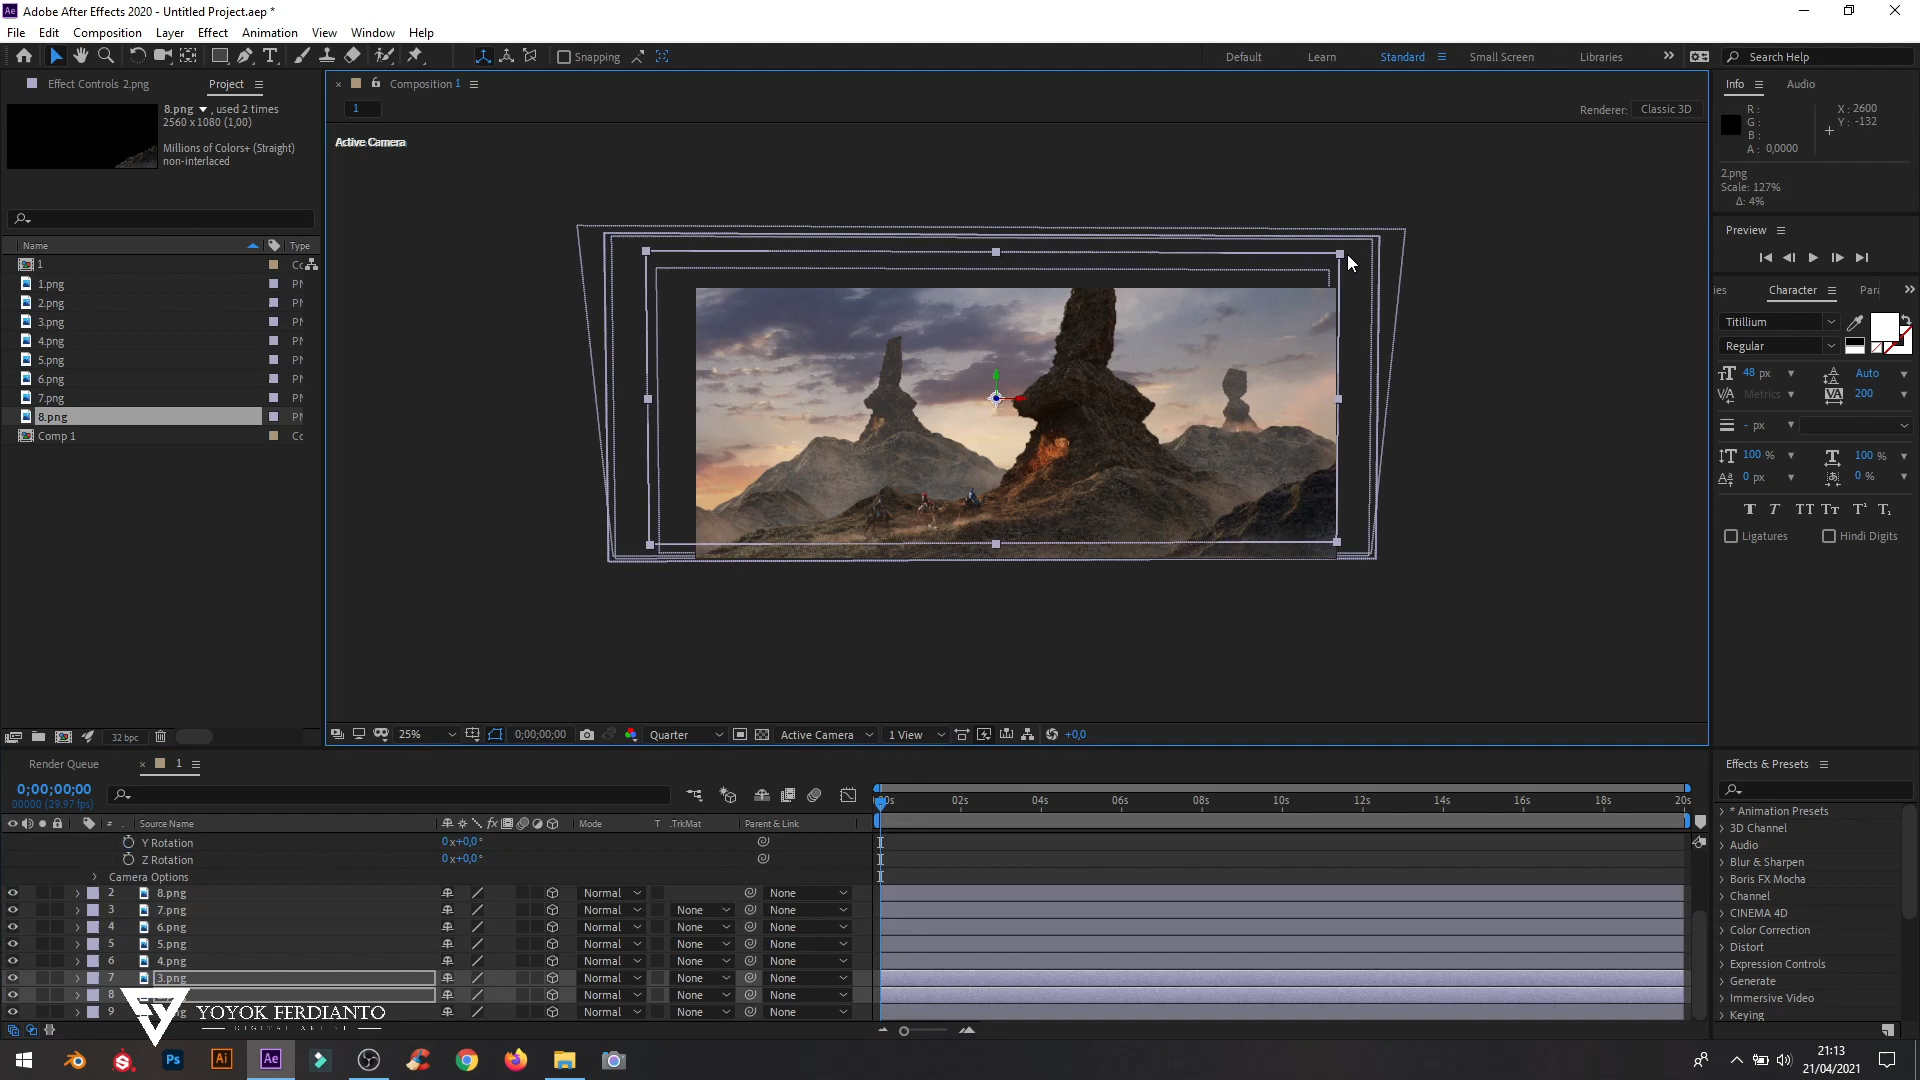 Adobe After Effects 2020 - Untitled Project.aep *
File Edit Composition Layer Effect Animation View Window Help
Snapping
Default Learn Standard Small Screen Libraries
Search Help
Effect Controls 2.png Project
8.png , used 2 times
2560 x 1080 (1,00)
Millions of Colors+ (Straight)
non-interlaced
Name Type
1
1.png
2.png
3.png
4.png
5.png
6.png
7.png
8.png
Comp 1
32 bpc
Composition 1
1
Renderer: Classic 3D
Active Camera
25% 0;00;00;00 Quarter Active Camera 1 View +0,0
Info Audio
R :
G :
B :
A : 0,0000
X : 2600
Y : -132
2.png
Scale: 127%
Δ: 4%
Preview
Character
Titillium
Regular
48 px Auto
Metrics 200
- px
100 % 100 %
0 px 0 %
Ligatures Hindi Digits
Render Queue 1
0;00;00;00
00000 (29.97 fps)
# Source Name Mode T .TrkMat Parent & Link
02s 04s 06s 08s 10s 12s 14s 16s 18s 20s
Y Rotation 0x+0,0°
Z Rotation 0x+0,0°
Camera Options
2 8.png Normal None
3 7.png Normal None None
4 6.png Normal None None
5 5.png Normal None None
6 4.png Normal None None
7 3.png Normal None None
8 Normal None None
9 Normal None None
YOYOK FERDIANTO
Effects & Presets
* Animation Presets
3D Channel
Audio
Blur & Sharpen
Boris FX Mocha
Channel
CINEMA 4D
Color Correction
Distort
Expression Controls
Generate
Immersive Video
Keying
21:13
21/04/2021